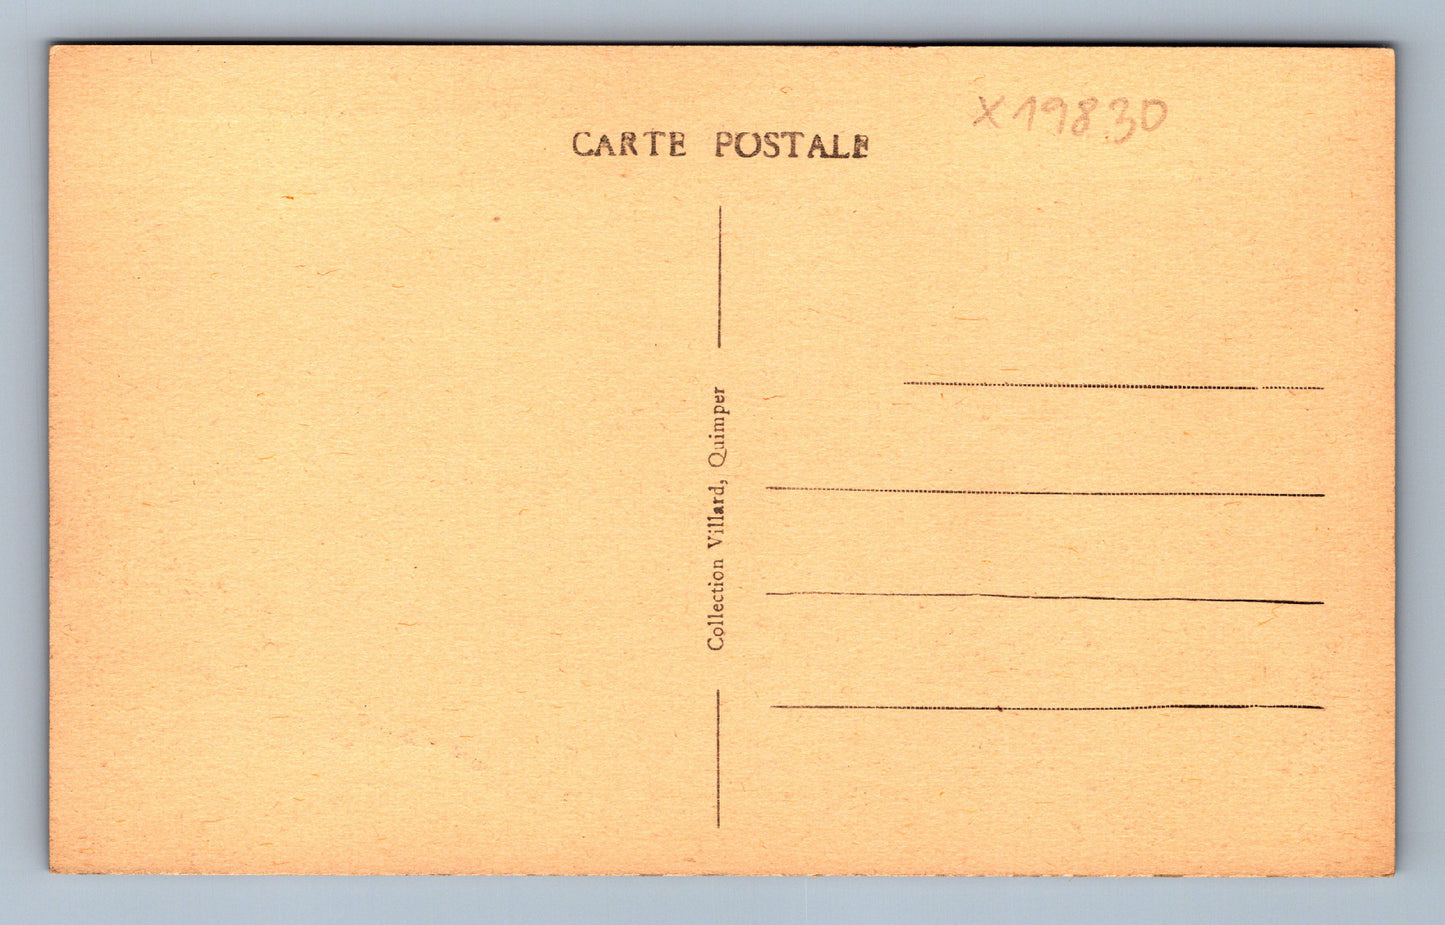 X19830
CARTE POSTALE
Collection Villard, Quimper